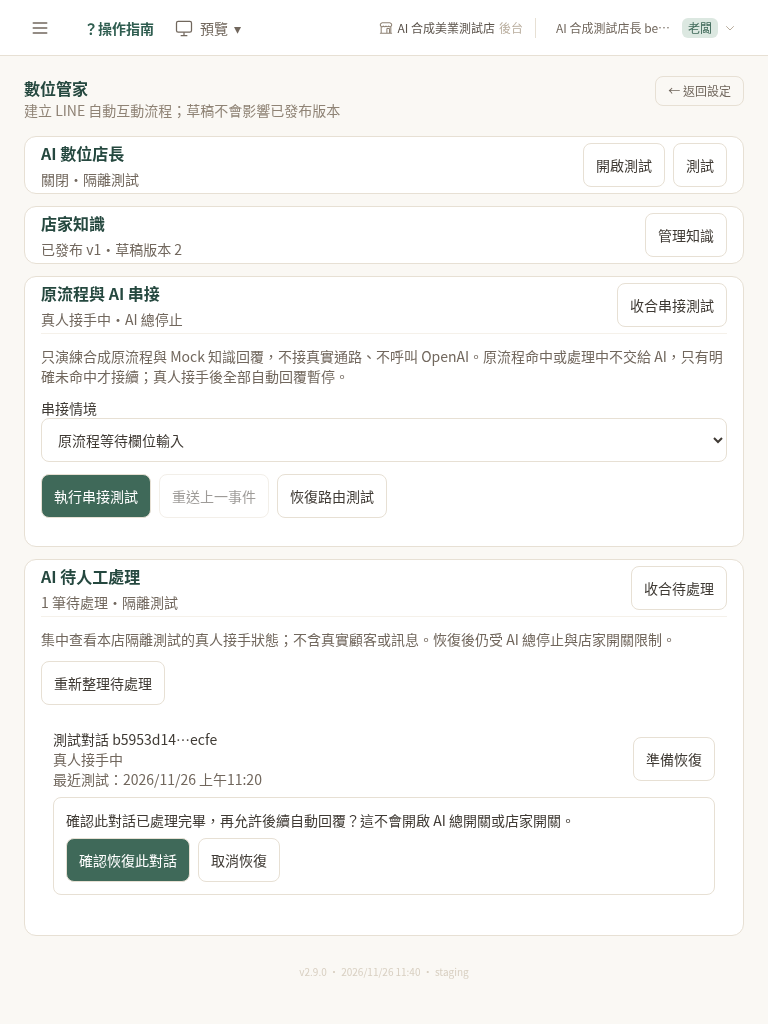 ？操作指南 預覽 ▾ AI 合成美業測試店 後台 AI 合成測試店長 be⋯ 老闆
數位管家
← 返回設定
建立 LINE 自動互動流程；草稿不會影響已發布版本
AI 數位店長
關閉・隔離測試
開啟測試 測試
店家知識
已發布 v1・草稿版本 2
管理知識
原流程與 AI 串接
真人接手中・AI 總停止
收合串接測試
只演練合成原流程與 Mock 知識回覆，不接真實通路、不呼叫 OpenAI。原流程命中或處理中不交給 AI，只有明
確未命中才接續；真人接手後全部自動回覆暫停。
串接情境
原流程等待欄位輸入
執行串接測試 重送上一事件 恢復路由測試
AI 待人工處理
1 筆待處理・隔離測試
收合待處理
集中查看本店隔離測試的真人接手狀態；不含真實顧客或訊息。恢復後仍受 AI 總停止與店家開關限制。
重新整理待處理
測試對話 b5953d14⋯ecfe
真人接手中
最近測試：2026/11/26 上午11:20
準備恢復
確認此對話已處理完畢，再允許後續自動回覆？這不會開啟 AI 總開關或店家開關。
確認恢復此對話 取消恢復
v2.9.0 ・ 2026/11/26 11:40 ・ staging